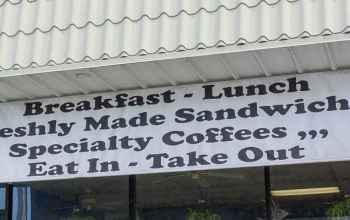 Breakfast - Lunch
eshly Made Sandwich
Specialty Coffees ,,,
Eat In - Take Out